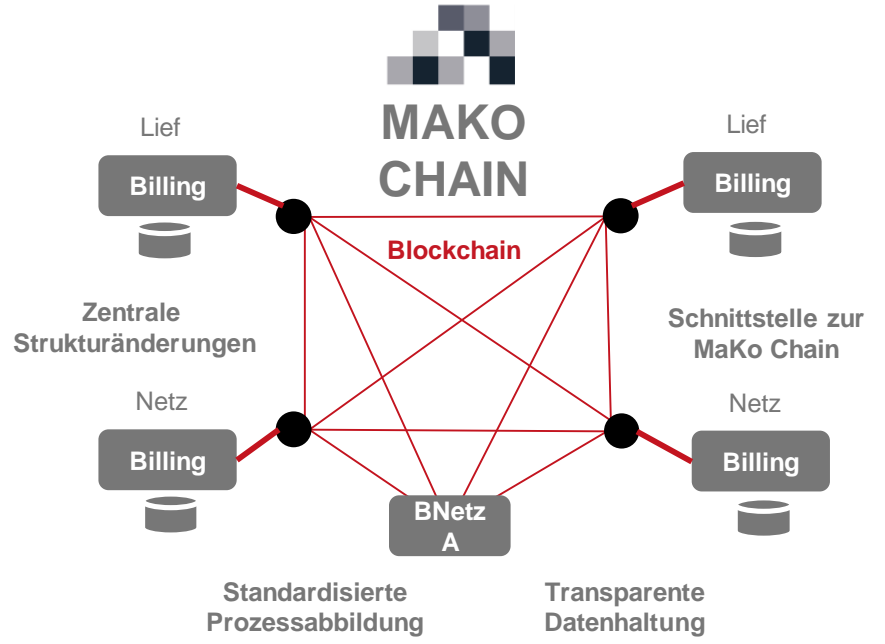 MAKO
CHAIN
Lief
Billing
Lief
Billing
Blockchain
Zentrale
Strukturänderungen
Schnittstelle zur
MaKo Chain
Netz
Billing
Netz
Billing
BNetz
A
Standardisierte
Prozessabbildung
Transparente
Datenhaltung